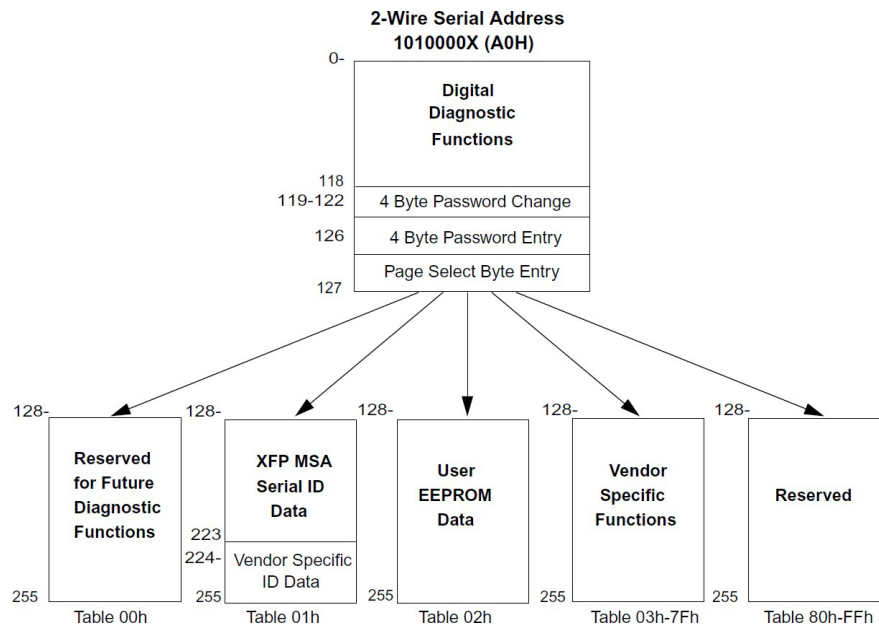 2-Wire Serial Address
1010000X (A0H)
0-
Digital
Diagnostic
Functions
118
119-122
4 Byte Password Change
126
4 Byte Password Entry
Page Select Byte Entry
127
128-
128-
128-
128-
128-
Reserved
for Future
Diagnostic
Functions
255
Table 00h
XFP MSA
Serial ID
Data
223
224-
Vendor Specific
ID Data
255
Table 01h
User
EEPROM
Data
255
Table 02h
Vendor
Specific
Functions
255
Table 03h-7Fh
Reserved
255
Table 80h-FFh